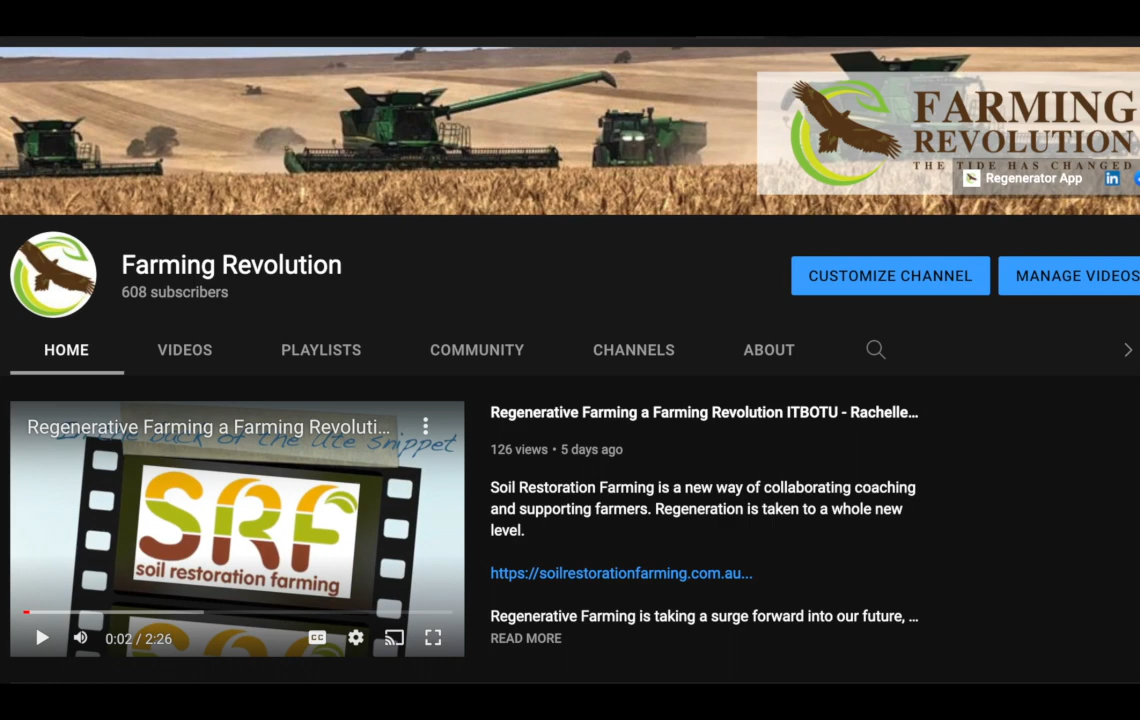 FARMING
REVOLUTION
THE TIDE HAS CHANGED
Regenerator App
in
Farming Revolution
608 subscribers
CUSTOMIZE CHANNEL
MANAGE VIDEOS
HOME
VIDEOS
PLAYLISTS
COMMUNITY
CHANNELS
ABOUT
Regenerative Farming a Farming Revoluti...
the back of the Ute snippet
SRF
soil restoration farming
0:02 / 2:26
CC
Regenerative Farming a Farming Revolution ITBOTU - Rachelle...
126 views • 5 days ago
Soil Restoration Farming is a new way of collaborating coaching
and supporting farmers. Regeneration is taken to a whole new
level.
https://soilrestorationfarming.com.au...
Regenerative Farming is taking a surge forward into our future, ...
READ MORE